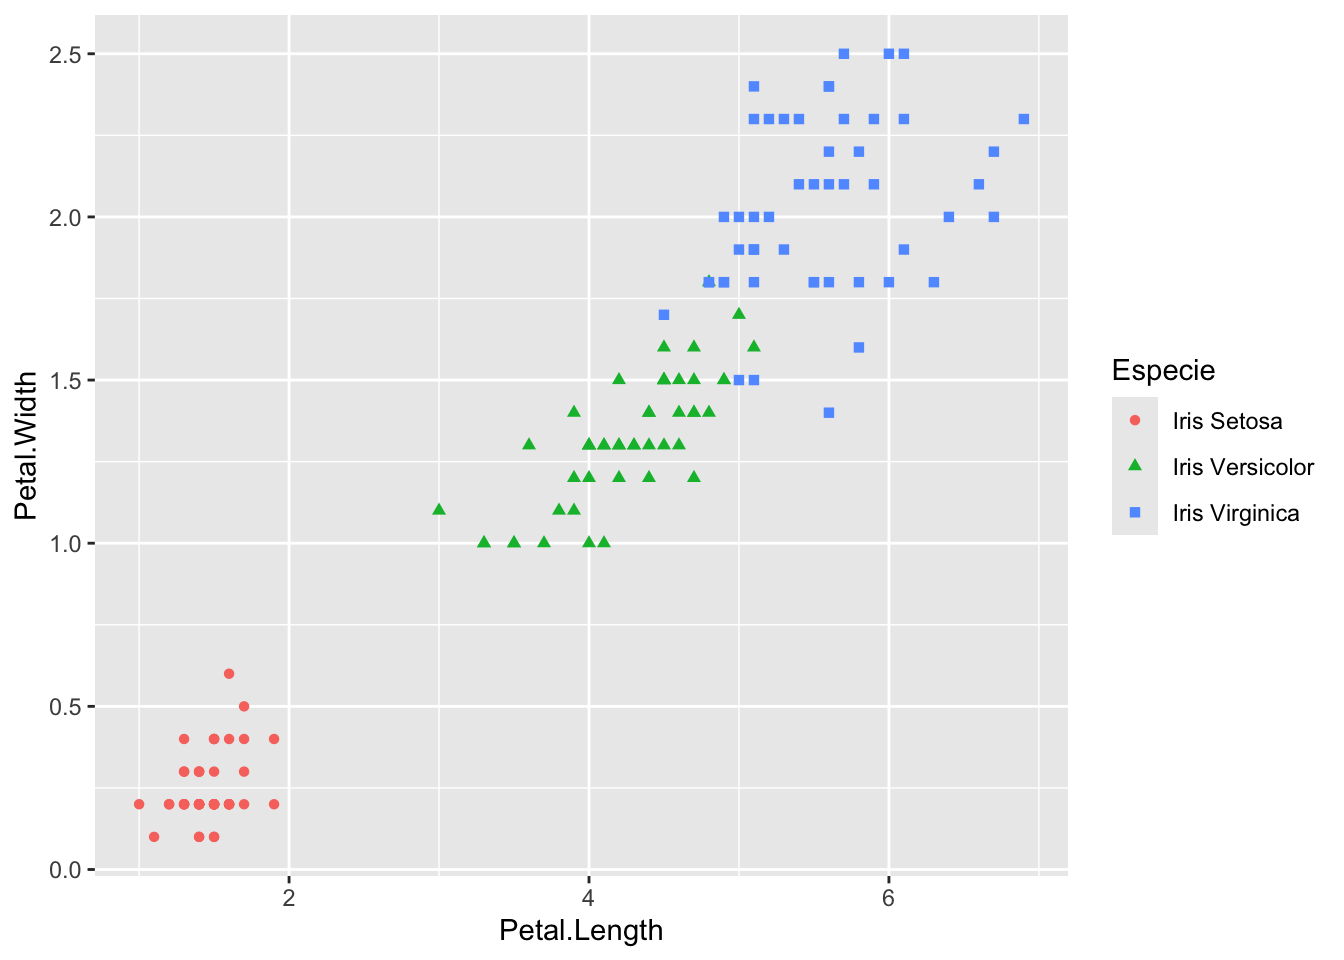 2.5
2.0
1.5
1.0
0.5
0.0
Petal.Width
2
4
6
Petal.Length
Especie
Iris Setosa
Iris Versicolor
Iris Virginica